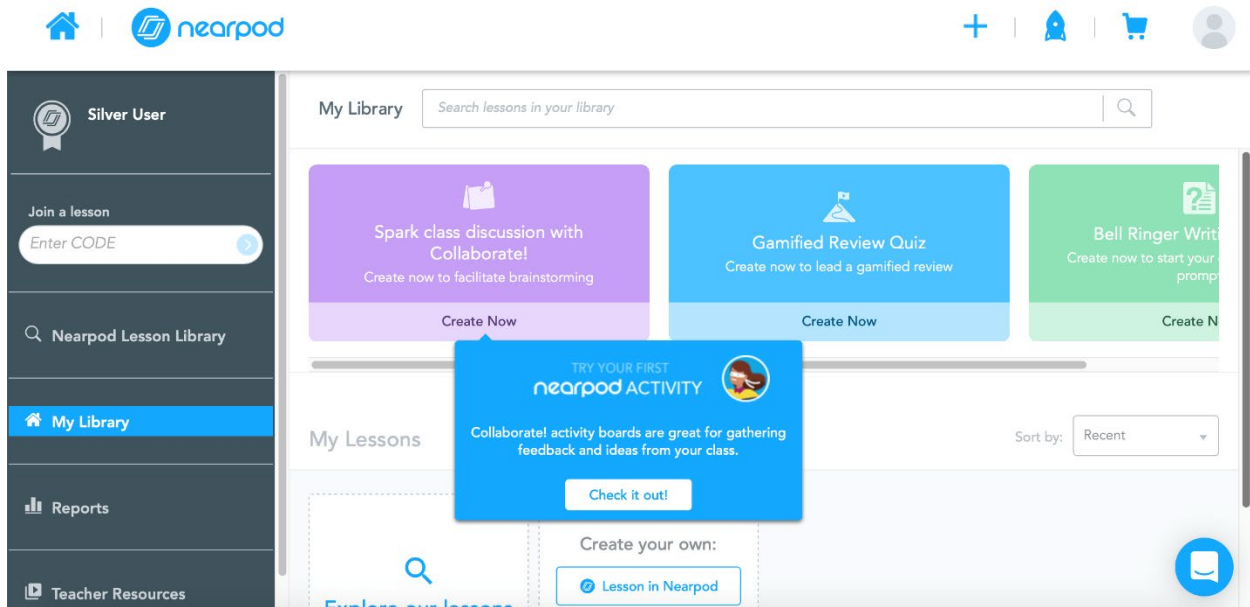 nearpod
Silver User
Join a lesson
Enter CODE
Nearpod Lesson Library
My Library
Reports
Teacher Resources
My Library
Search lessons in your library
Spark class discussion with
Collaborate!
Create now to facilitate brainstorming
Create Now
Gamified Review Quiz
Create now to lead a gamified review
Create Now
Bell Ringer Writi
Create now to start your
promp
Create N
TRY YOUR FIRST
nearpod ACTIVITY
Collaborate! activity boards are great for gathering
feedback and ideas from your class.
Check it out!
My Lessons
Sort by:
Recent
Explore our lessons
Create your own:
Lesson in Nearpod